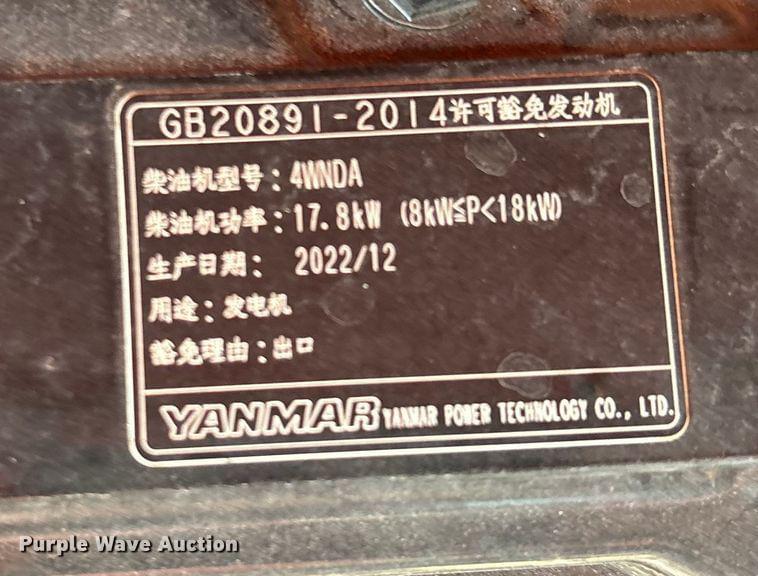 GB20891-2014许可豁免发动机
柴油机型号：4WNDA
柴油机功率：17.8kW (8kW≦P<18kW)
生产日期： 2022/12
用途：发电机
豁免理由：出口
YANMAR YANMAR POWER TECHNOLOGY CO., LTD.
Purple Wave Auction